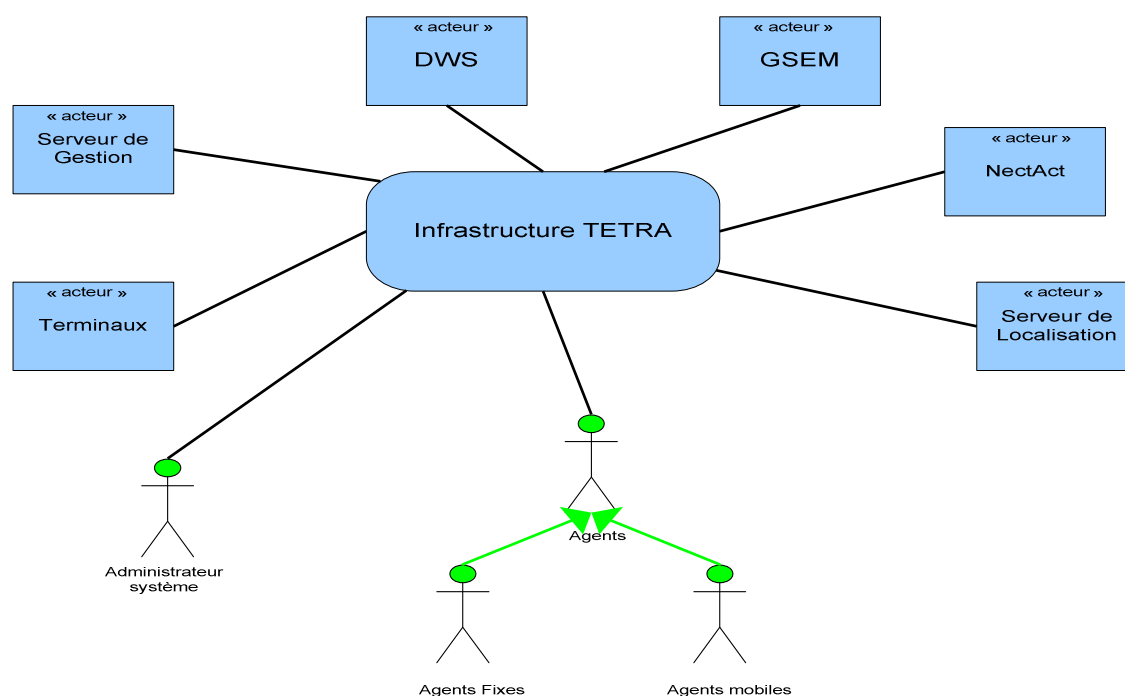 « acteur »
DWS
« acteur »
GSEM
« acteur »
Serveur de
Gestion
« acteur »
NectAct
Infrastructure TETRA
« acteur »
Terminaux
« acteur »
Serveur de
Localisation
Agents
Administrateur
système
Agents Fixes
Agents mobiles